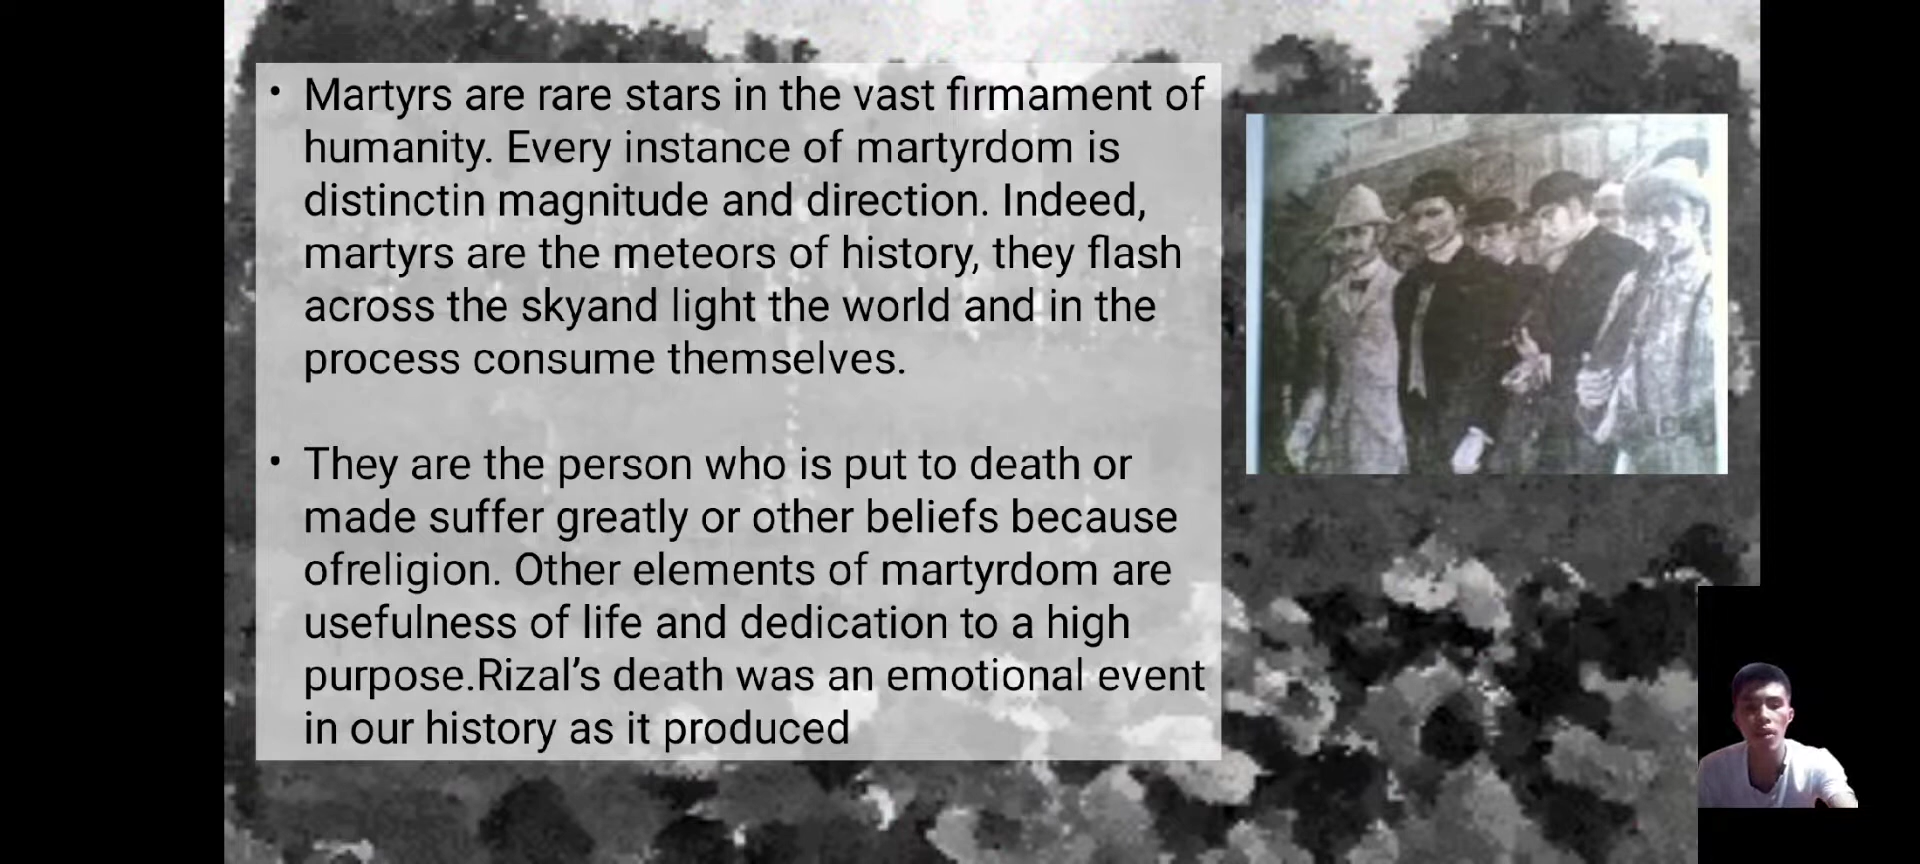 • Martyrs are rare stars in the vast firmament of
humanity. Every instance of martyrdom is
distinctin magnitude and direction. Indeed,
martyrs are the meteors of history, they flash
across the skyand light the world and in the
process consume themselves.
• They are the person who is put to death or
made suffer greatly or other beliefs because
ofreligion. Other elements of martyrdom are
usefulness of life and dedication to a high
purpose.Rizal’s death was an emotional event
in our history as it produced